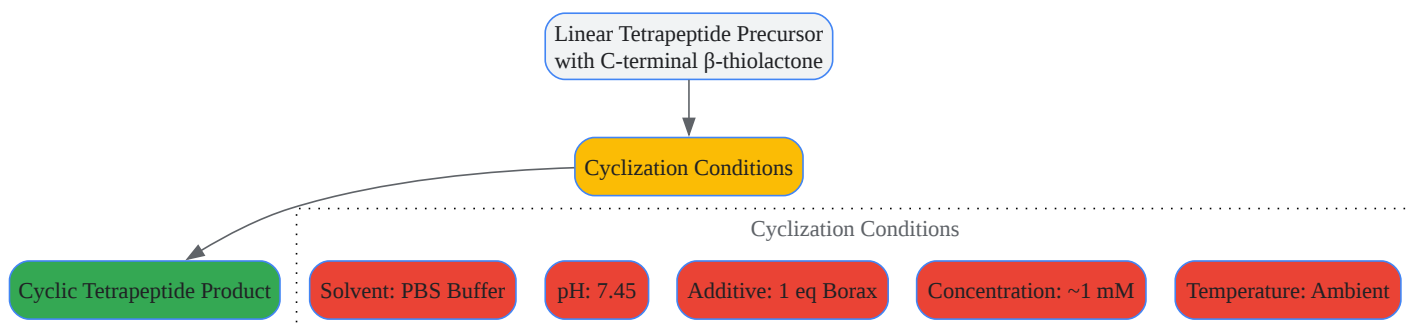 Linear Tetrapeptide Precursor
with C-terminal β-thiolactone
Cyclization Conditions
Cyclization Conditions
Cyclic Tetrapeptide Product
Solvent: PBS Buffer
pH: 7.45
Additive: 1 eq Borax
Concentration: ~1 mM
Temperature: Ambient